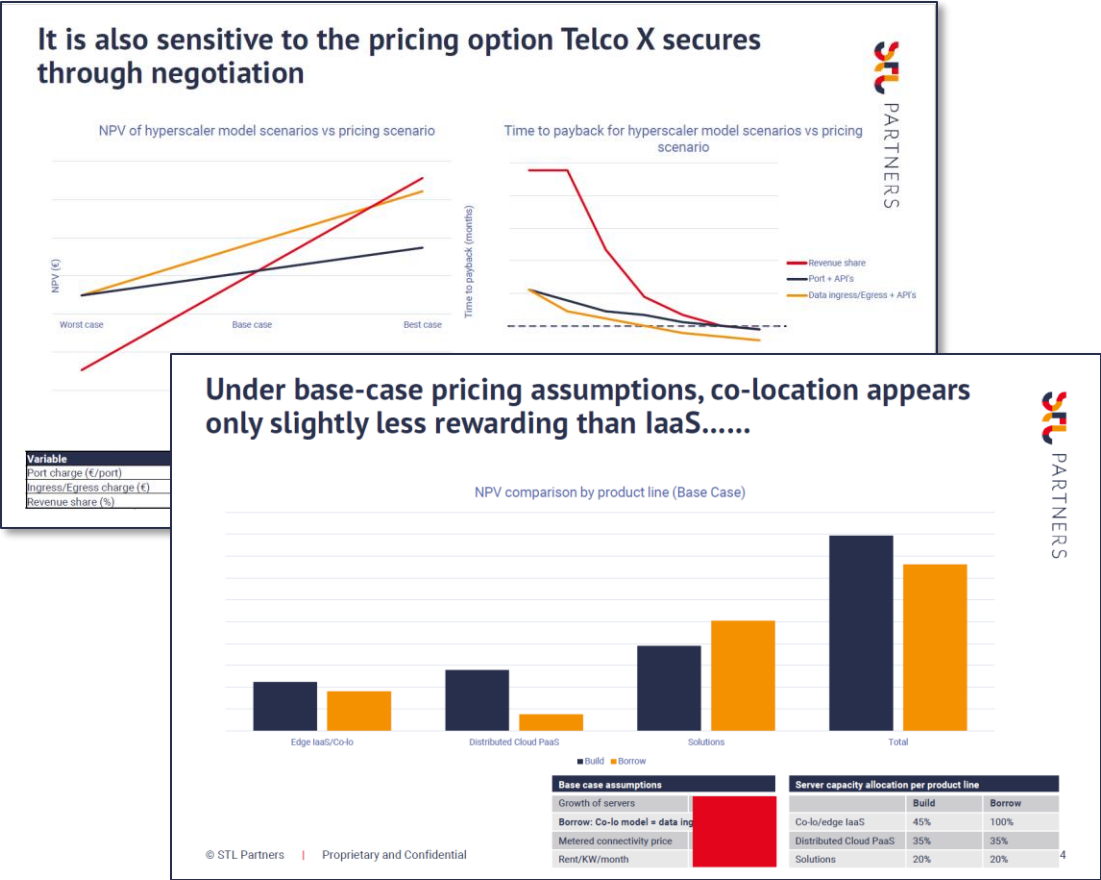 It is also sensitive to the pricing option Telco X secures
through negotiation
STL PARTNERS
NPV of hyperscaler model scenarios vs pricing scenario
NPV (€)
Worst case
Base case
Best case
Time to payback for hyperscaler model scenarios vs pricing
scenario
Time to payback (months)
Revenue share
Port + API's
Data ingress/Egress + API's
Variable
Port charge (€/port)
Ingress/Egress charge (€)
Revenue share (%)
Under base-case pricing assumptions, co-location appears
only slightly less rewarding than IaaS......
STL PARTNERS
NPV comparison by product line (Base Case)
Edge IaaS/Co-lo
Distributed Cloud PaaS
Solutions
Total
Build
Borrow
Base case assumptions
Growth of servers
Borrow: Co-lo model = data ing
Metered connectivity price
Rent/KW/month
Server capacity allocation per product line
Build Borrow
Co-lo/edge IaaS 45% 100%
Distributed Cloud PaaS 35% 35%
Solutions 20% 20%
© STL Partners | Proprietary and Confidential
4